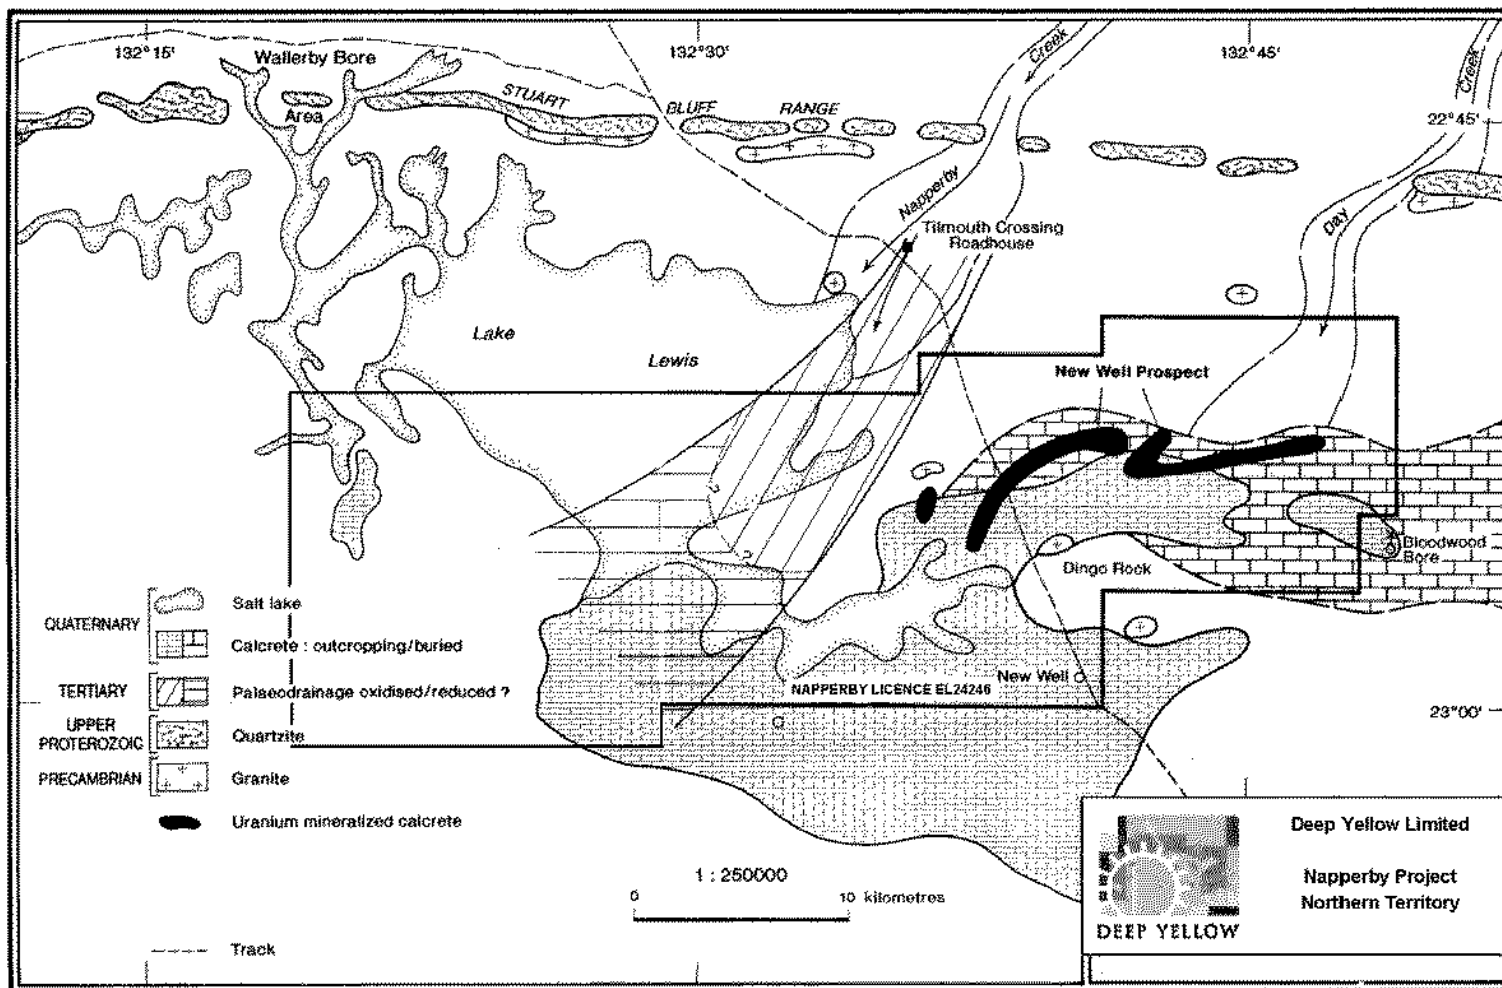 132°15'
132°30'
132°45'
Wallerby Bore
Area
STUART
BLUFF
RANGE
Creek
Creek
22°45'
Napperby
Day
Tilmouth Crossing
Roadhouse
Lake
Lewis
New Well Prospect
?
?
Bloodwood
Bore
Dingo Rock
New Well
NAPPERBY LICENCE EL24246
23°00'
QUATERNARY
Salt lake
Calcrete : outcropping/buried
TERTIARY
Palaeodrainage oxidised/reduced ?
UPPER
PROTEROZOIC
Quartzite
PRECAMBRIAN
Granite
Uranium mineralized calcrete
1 : 250000
0
10 kilometres
Track
Deep Yellow Limited
Napperby Project
Northern Territory
DEEP YELLOW